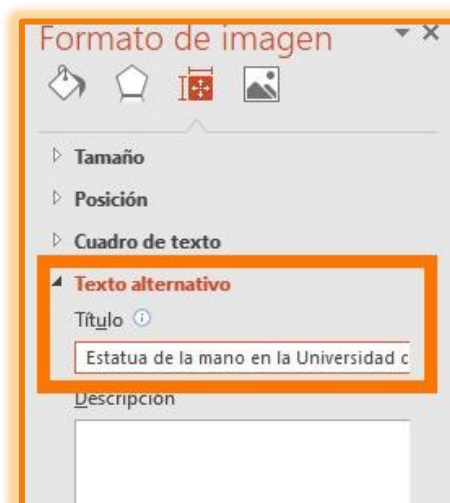 Formato de imagen
Tamaño
Posición
Cuadro de texto
Texto alternativo
Título
Estatua de la mano en la Universidad c
Descripción